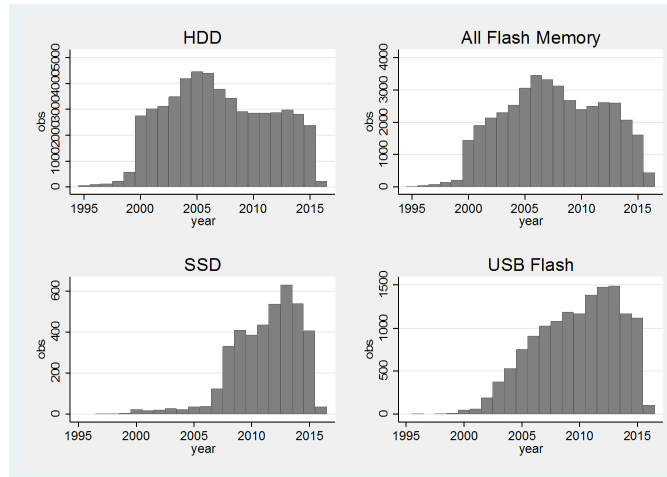 HDD
All Flash Memory
obs
0 1000 2000 3000 4000 5000
1995 2000 2005 2010 2015
year
obs
0 1000 2000 3000 4000
1995 2000 2005 2010 2015
year
SSD
USB Flash
obs
0 200 400 600
1995 2000 2005 2010 2015
year
obs
0 500 1000 1500
1995 2000 2005 2010 2015
year